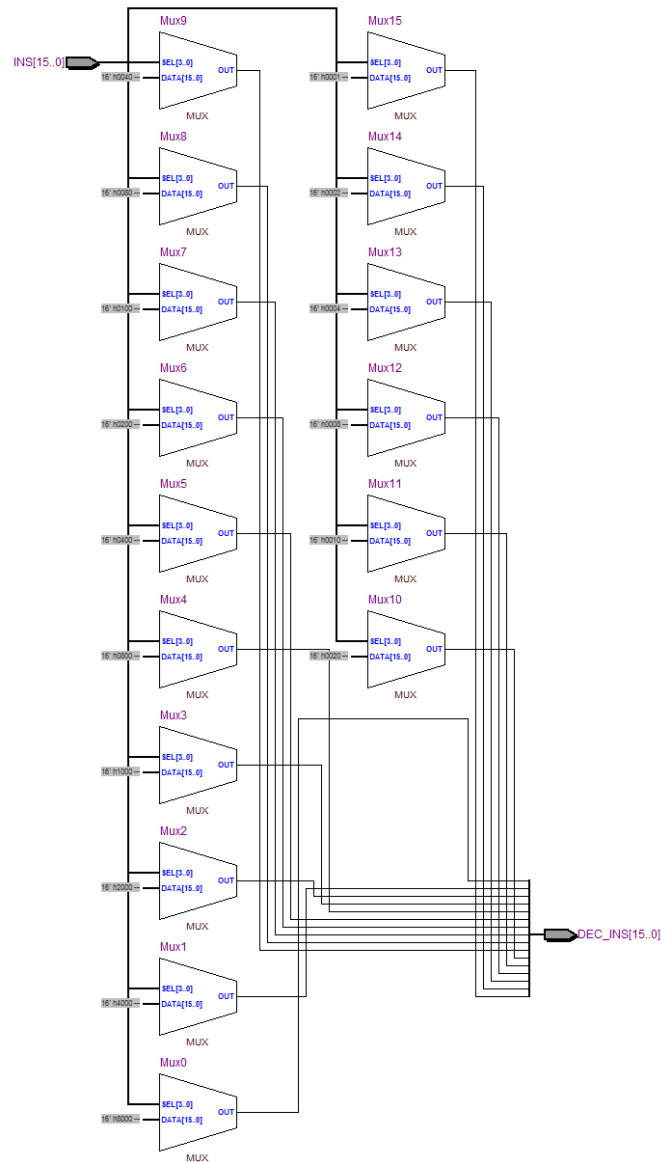 INS[15..0]
Mux9
SEL[3..0]
OUT
16' h0040 --
DATA[15..0]
MUX
Mux8
SEL[3..0]
OUT
16' h0080 --
DATA[15..0]
MUX
Mux7
SEL[3..0]
OUT
16' h0100 --
DATA[15..0]
MUX
Mux6
SEL[3..0]
OUT
16' h0200 --
DATA[15..0]
MUX
Mux5
SEL[3..0]
OUT
16' h0400 --
DATA[15..0]
MUX
Mux4
SEL[3..0]
OUT
16' h0800 --
DATA[15..0]
MUX
Mux3
SEL[3..0]
OUT
16' h1000 --
DATA[15..0]
MUX
Mux2
SEL[3..0]
OUT
16' h2000 --
DATA[15..0]
MUX
Mux1
SEL[3..0]
OUT
16' h4000 --
DATA[15..0]
MUX
Mux0
SEL[3..0]
OUT
16' h8000 --
DATA[15..0]
MUX
Mux15
SEL[3..0]
OUT
16' h0001 --
DATA[15..0]
MUX
Mux14
SEL[3..0]
OUT
16' h0002 --
DATA[15..0]
MUX
Mux13
SEL[3..0]
OUT
16' h0004 --
DATA[15..0]
MUX
Mux12
SEL[3..0]
OUT
16' h0008 --
DATA[15..0]
MUX
Mux11
SEL[3..0]
OUT
16' h0010 --
DATA[15..0]
MUX
Mux10
SEL[3..0]
OUT
16' h0020 --
DATA[15..0]
MUX
DEC_INS[15..0]